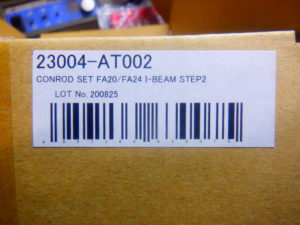 23004-AT002
CONROD SET FA20/FA24 I-BEAM STEP2
LOT No. 200825